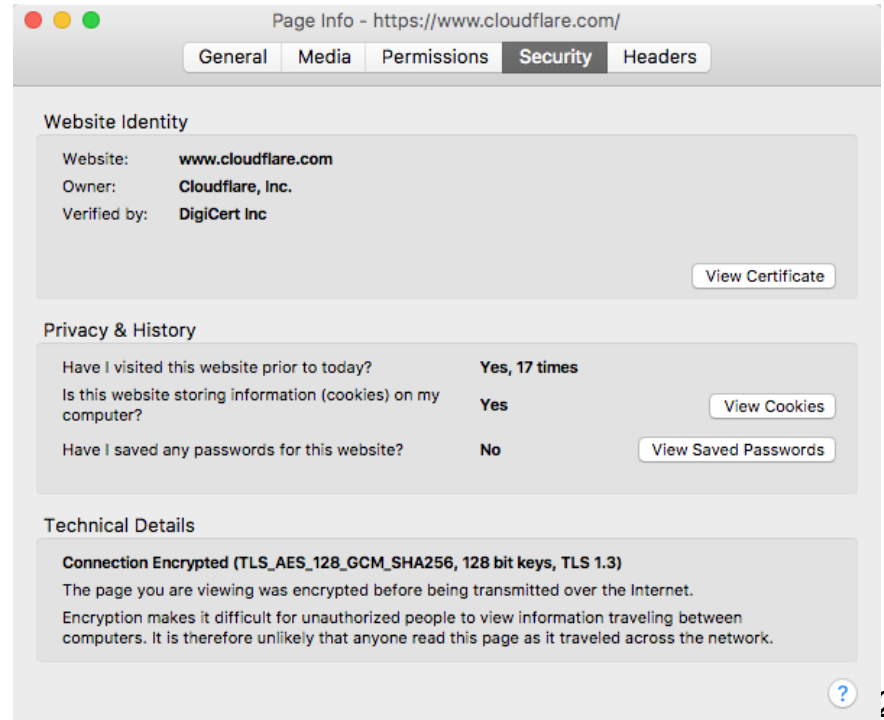 Page Info - https://www.cloudflare.com/
General Media Permissions Security Headers
Website Identity
Website: www.cloudflare.com
Owner: Cloudflare, Inc.
Verified by: DigiCert Inc
View Certificate
Privacy & History
Have I visited this website prior to today? Yes, 17 times
Is this website storing information (cookies) on my
computer? Yes View Cookies
Have I saved any passwords for this website? No View Saved Passwords
Technical Details
Connection Encrypted (TLS_AES_128_GCM_SHA256, 128 bit keys, TLS 1.3)
The page you are viewing was encrypted before being transmitted over the Internet.
Encryption makes it difficult for unauthorized people to view information traveling between
computers. It is therefore unlikely that anyone read this page as it traveled across the network.
?